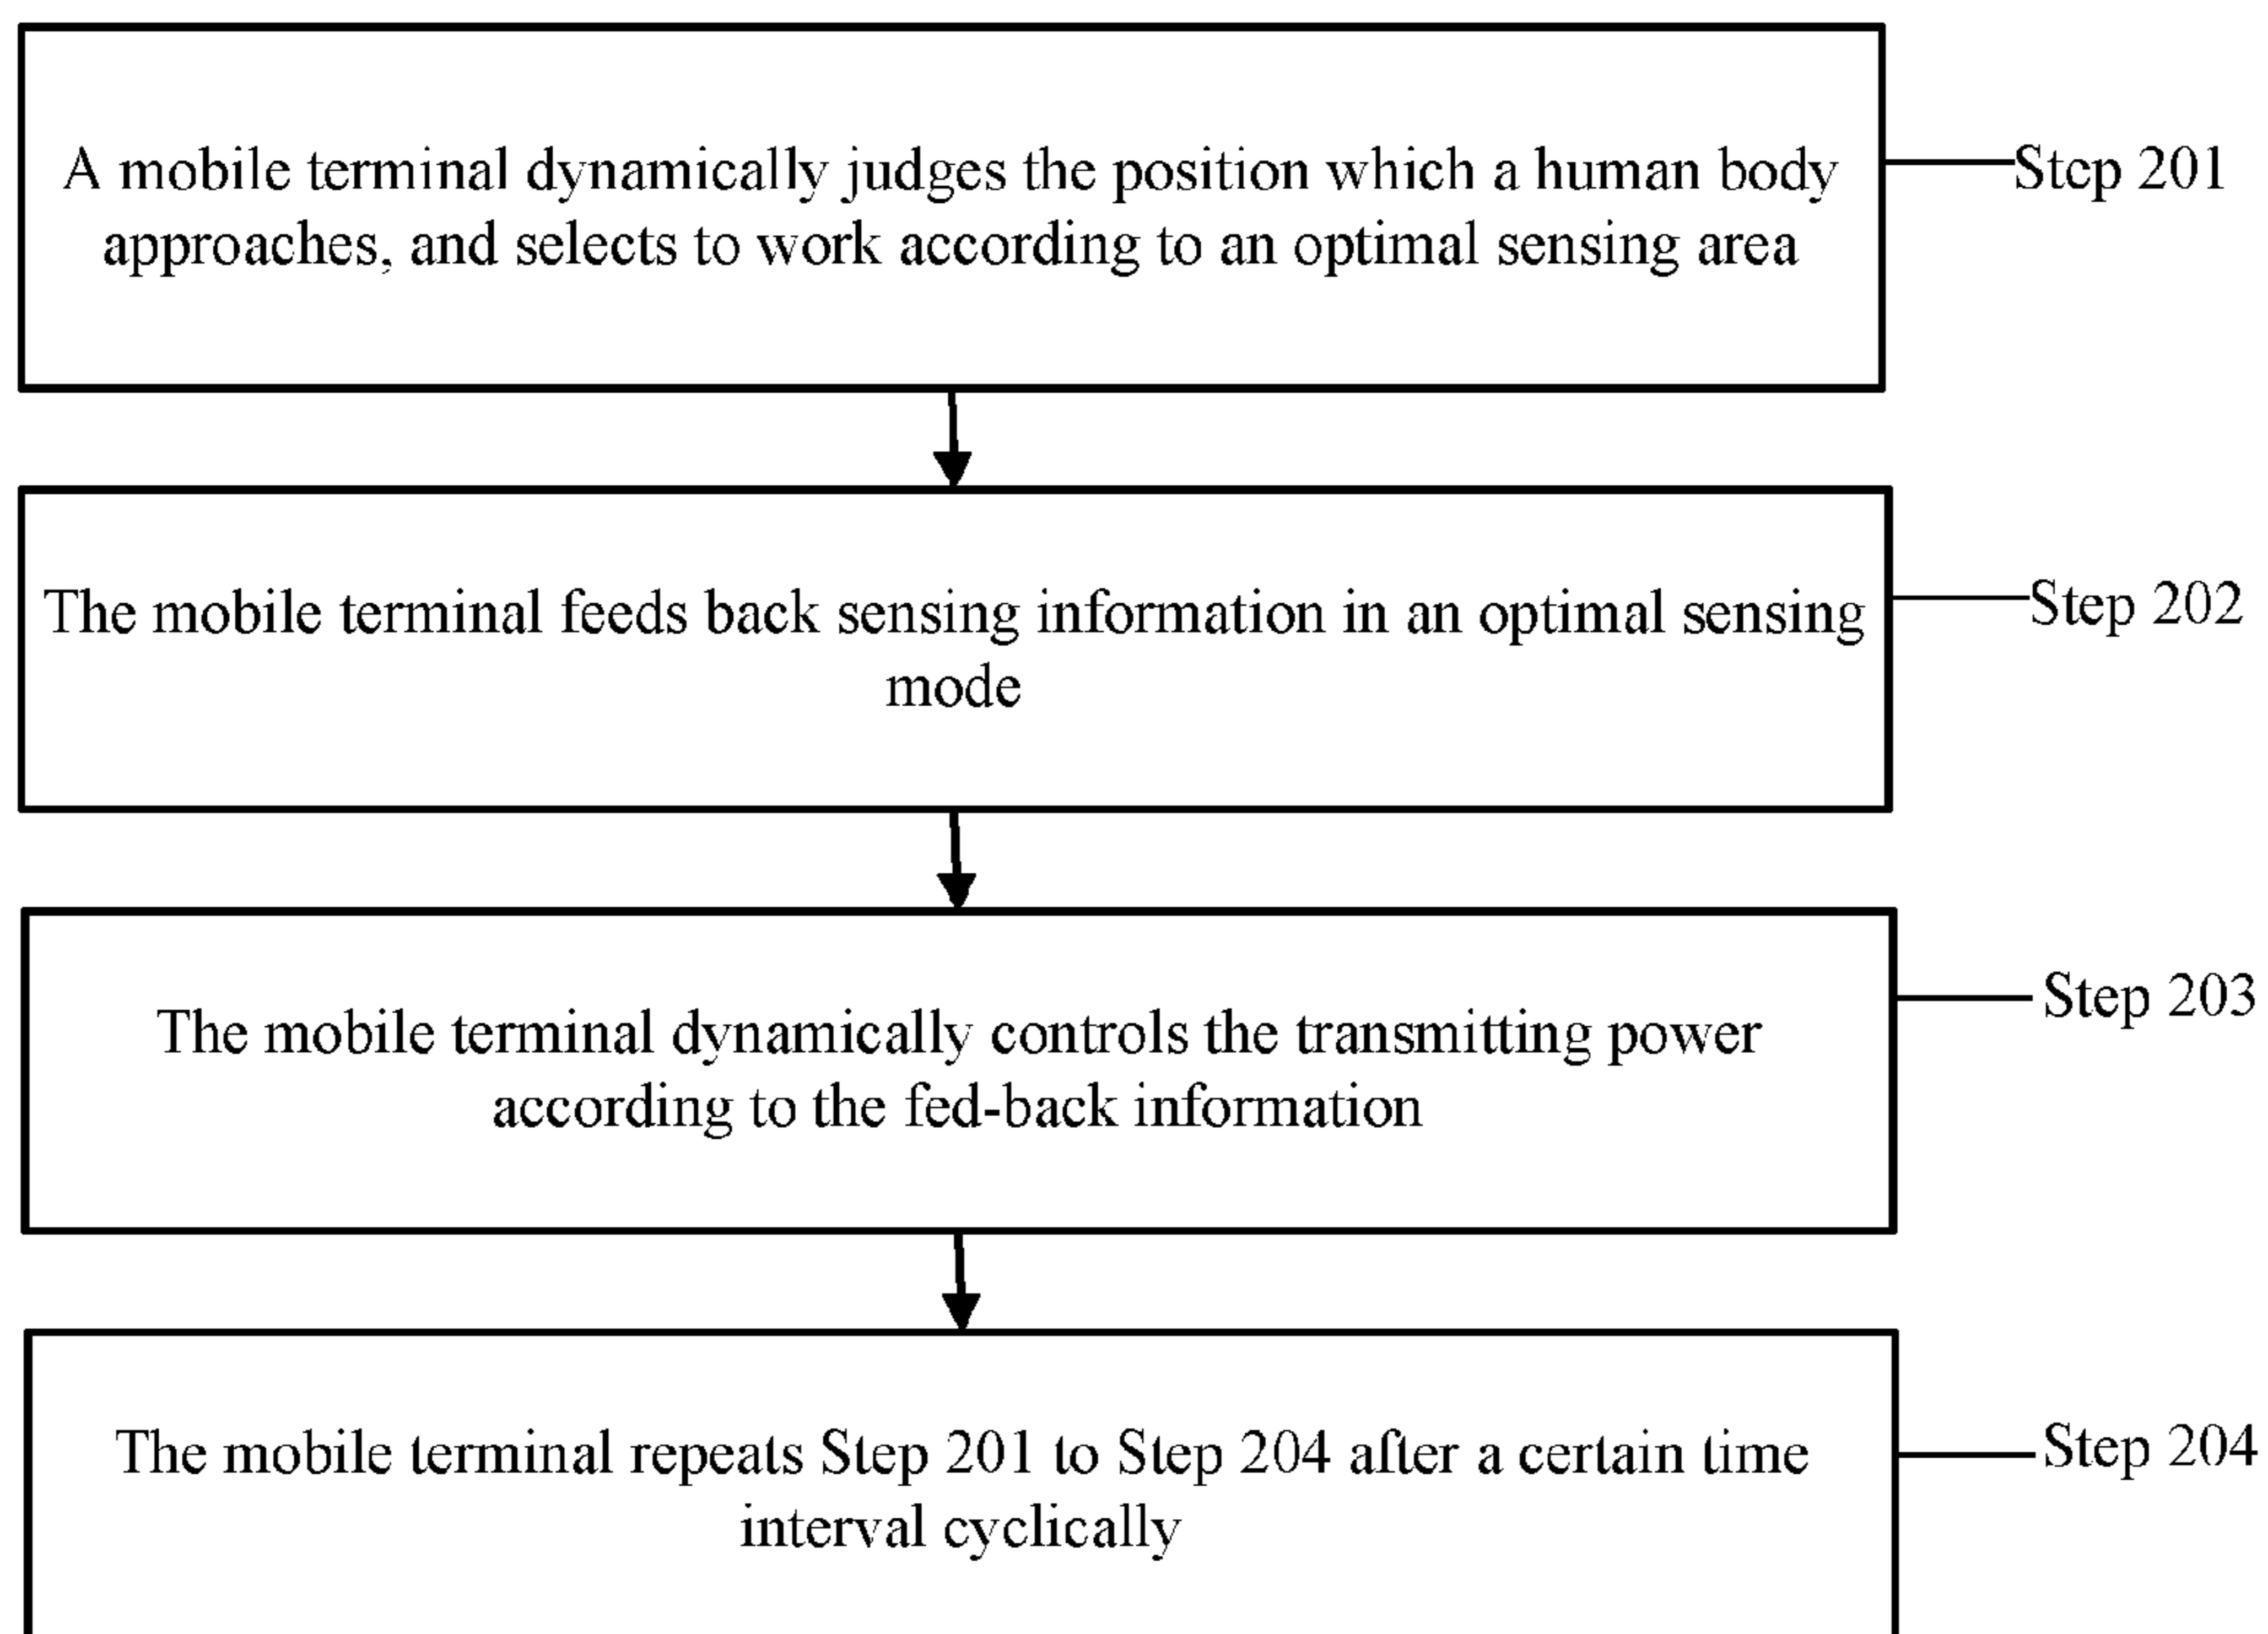 A mobile terminal dynamically judges the position which a human body
approaches, and selects to work according to an optimal sensing area
Step 201
The mobile terminal feeds back sensing information in an optimal sensing
mode
Step 202
The mobile terminal dynamically controls the transmitting power
according to the fed-back information
Step 203
The mobile terminal repeats Step 201 to Step 204 after a certain time
interval cyclically
Step 204